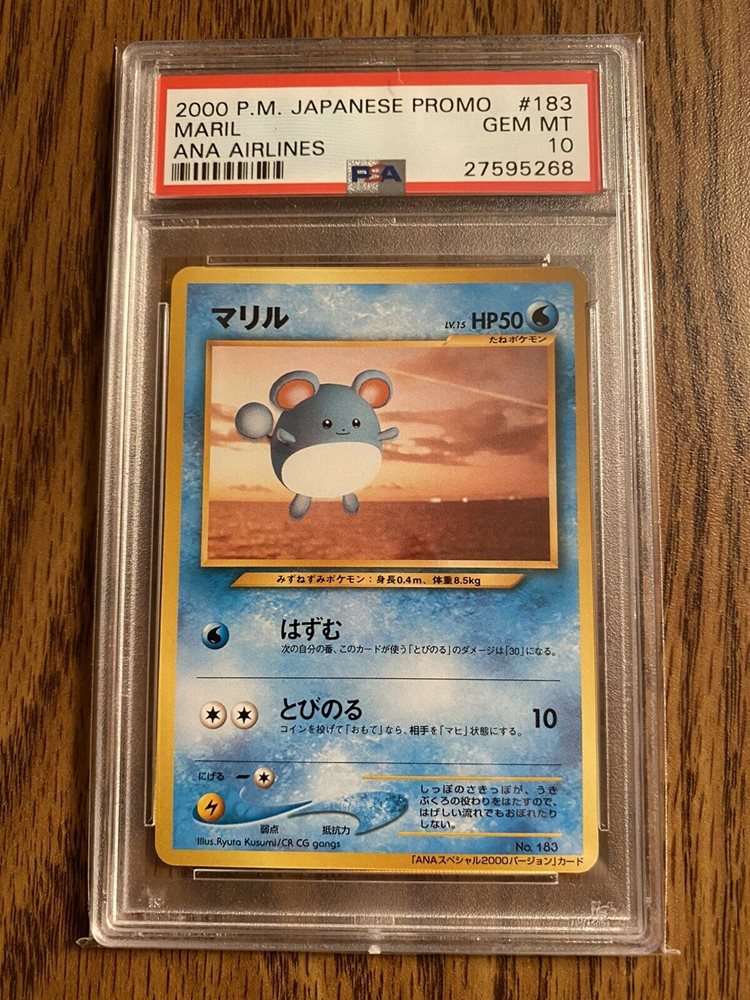 2000 P.M. JAPANESE PROMO #183
MARIL GEM MT
ANA AIRLINES 10
PSA 27595268
マリル LV.15 HP50
たねポケモン
みずねずみポケモン：身長0.4m、体重8.5kg
はずむ
次の自分の番、このカードが使う「とびのる」のダメージは「30」になる。
とびのる 10
コインを投げて「おもて」なら、相手を「マヒ」状態にする。
にげる
しっぽのさきっぽが、うき
ぶくろの役わりをはたすので、
はげしい流れでもおぼれたり
しない。
弱点 抵抗力
Illus.Ryuta Kusumi/CR CG gangs No. 183
「ANAスペシャル2000バージョン」カード